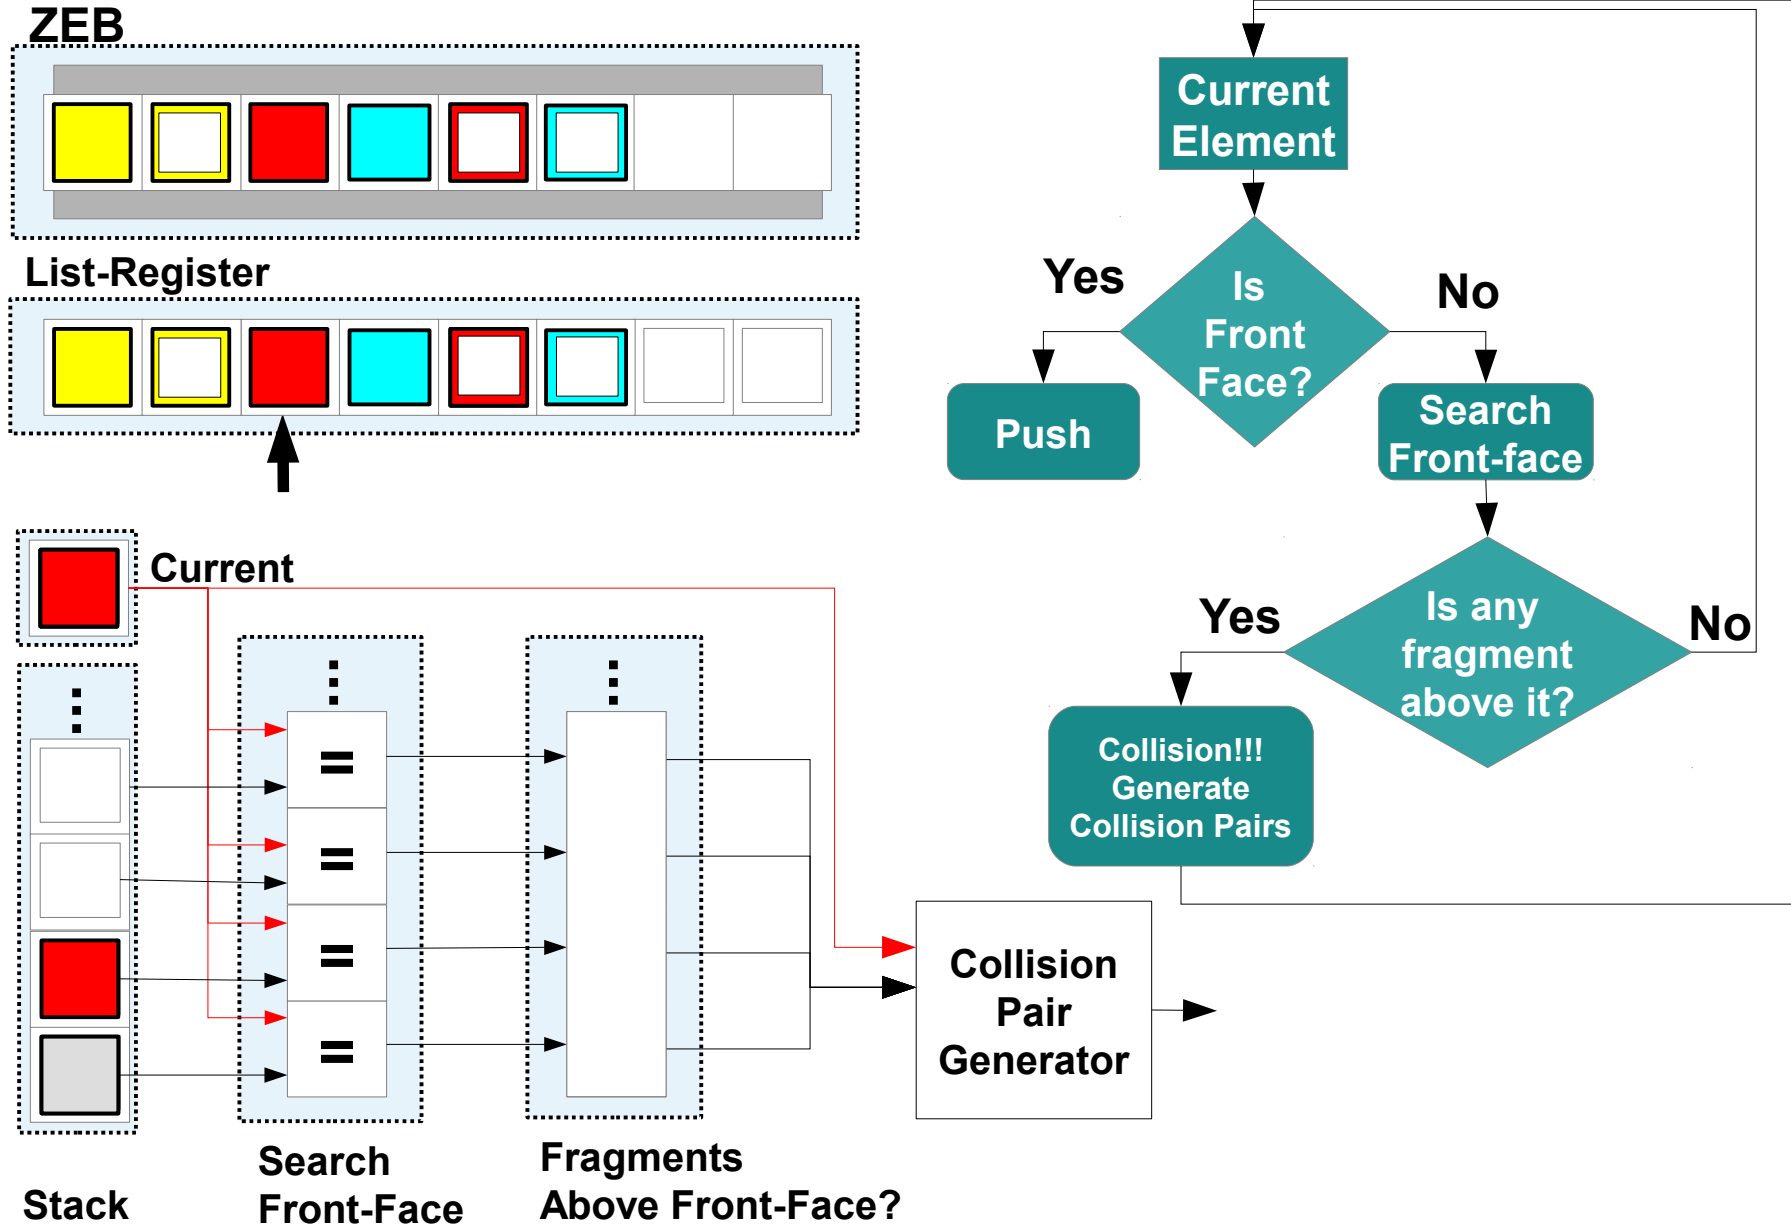 ZEB
List-Register
Current
=
=
=
=
Stack
Search
Front-Face
Fragments
Above Front-Face?
Collision
Pair
Generator
Current
Element
Is
Front
Face?
Yes
No
Push
Search
Front-face
Is any
fragment
above it?
Yes
No
Collision!!!
Generate
Collision Pairs